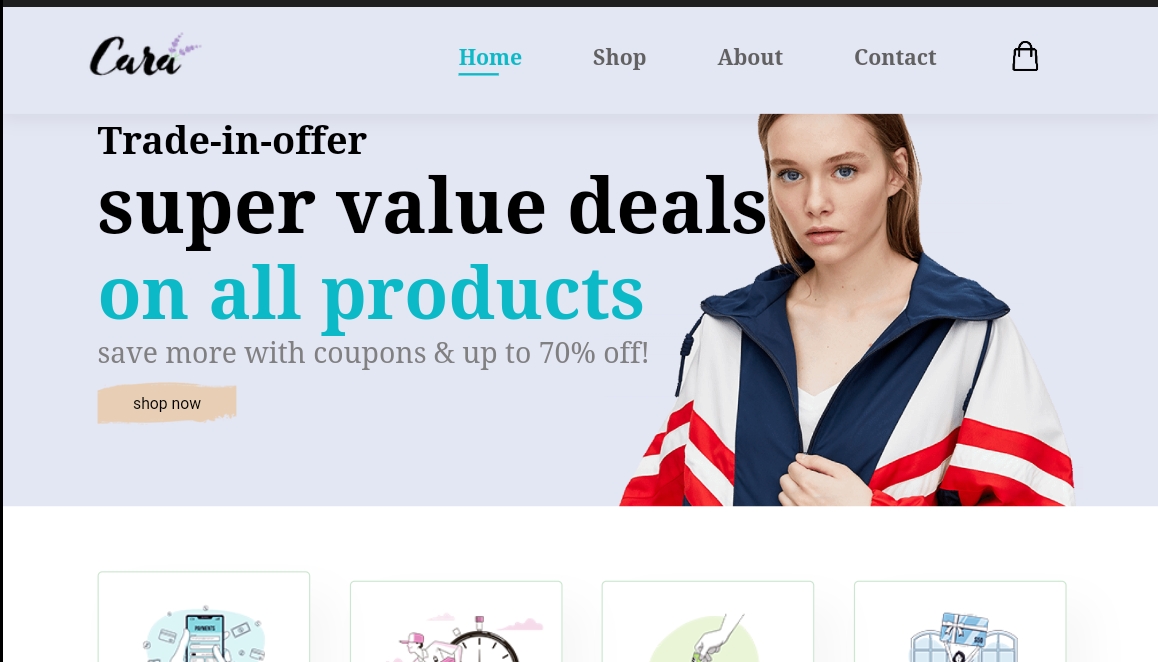 Cara
Home
Shop
About
Contact
Trade-in-offer
super value deals
on all products
save more with coupons & up to 70% off!
shop now
PAYMENTS